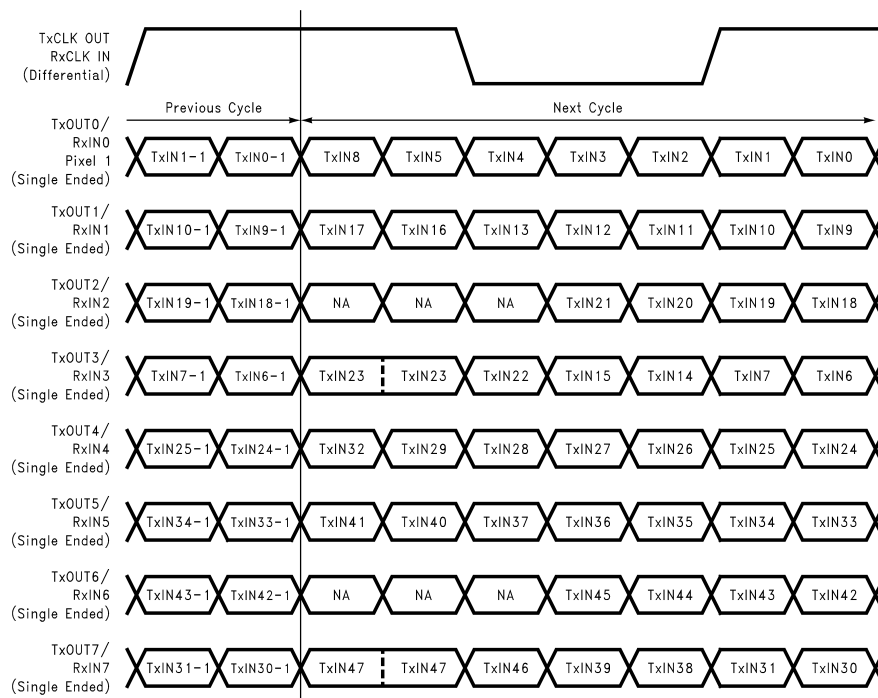 TxCLK OUT
RxCLK IN
(Differential)
Previous Cycle
Next Cycle
TxOUT0/
RxIN0
Pixel 1
(Single Ended)
TxIN1-1 TxIN0-1 TxIN8 TxIN5 TxIN4 TxIN3 TxIN2 TxIN1 TxIN0
TxOUT1/
RxIN1
(Single Ended)
TxIN10-1 TxIN9-1 TxIN17 TxIN16 TxIN13 TxIN12 TxIN11 TxIN10 TxIN9
TxOUT2/
RxIN2
(Single Ended)
TxIN19-1 TxIN18-1 NA NA NA TxIN21 TxIN20 TxIN19 TxIN18
TxOUT3/
RxIN3
(Single Ended)
TxIN7-1 TxIN6-1 TxIN23 TxIN23 TxIN22 TxIN15 TxIN14 TxIN7 TxIN6
TxOUT4/
RxIN4
(Single Ended)
TxIN25-1 TxIN24-1 TxIN32 TxIN29 TxIN28 TxIN27 TxIN26 TxIN25 TxIN24
TxOUT5/
RxIN5
(Single Ended)
TxIN34-1 TxIN33-1 TxIN41 TxIN40 TxIN37 TxIN36 TxIN35 TxIN34 TxIN33
TxOUT6/
RxIN6
(Single Ended)
TxIN43-1 TxIN42-1 NA NA NA TxIN45 TxIN44 TxIN43 TxIN42
TxOUT7/
RxIN7
(Single Ended)
TxIN31-1 TxIN30-1 TxIN47 TxIN47 TxIN46 TxIN39 TxIN38 TxIN31 TxIN30